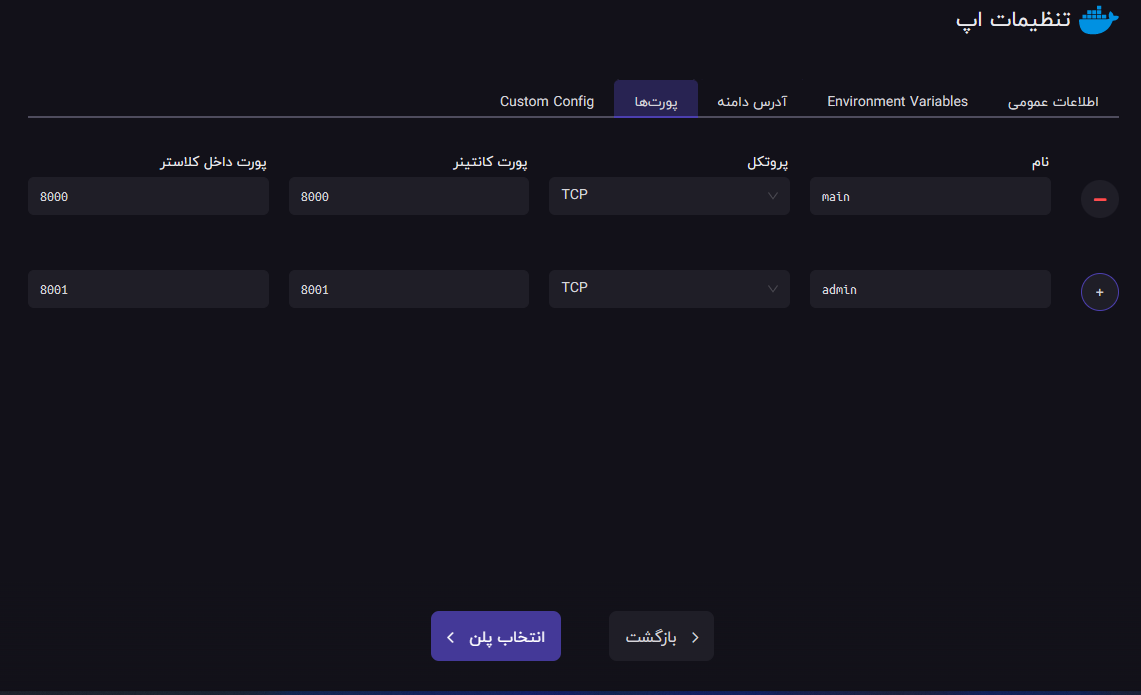 تنظیمات اپ
اطلاعات عمومی
Environment Variables
آدرس دامنه
پورت‌ها
Custom Config
نام
پروتکل
پورت کانتینر
پورت داخل کلاستر
main
TCP
8000
8000
+
admin
TCP
8001
8001
بازگشت
انتخاب پلن